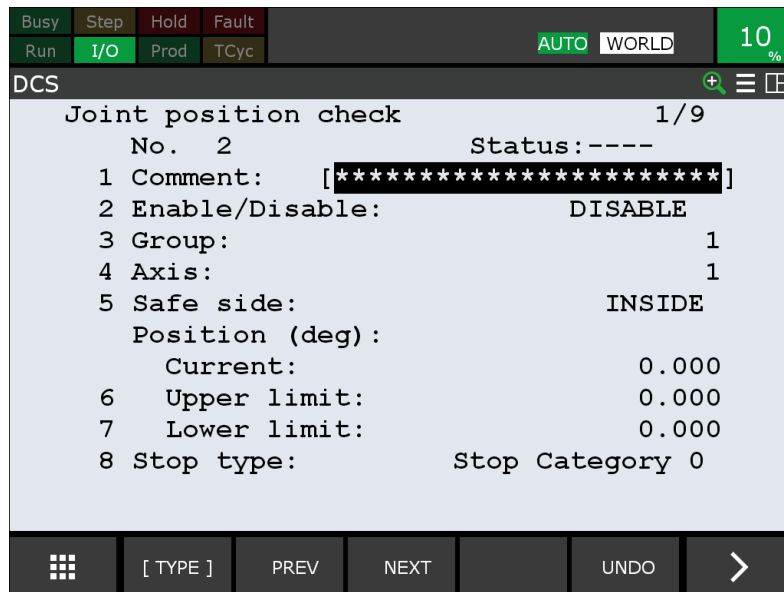 Busy Step Hold Fault
Run I/O Prod TCyc AUTO WORLD 10 %
DCS
Joint position check 1/9
No. 2 Status:----
1 Comment: [***********************]
2 Enable/Disable: DISABLE
3 Group: 1
4 Axis: 1
5 Safe side: INSIDE
Position (deg):
Current: 0.000
6 Upper limit: 0.000
7 Lower limit: 0.000
8 Stop type: Stop Category 0
[ TYPE ] PREV NEXT UNDO >